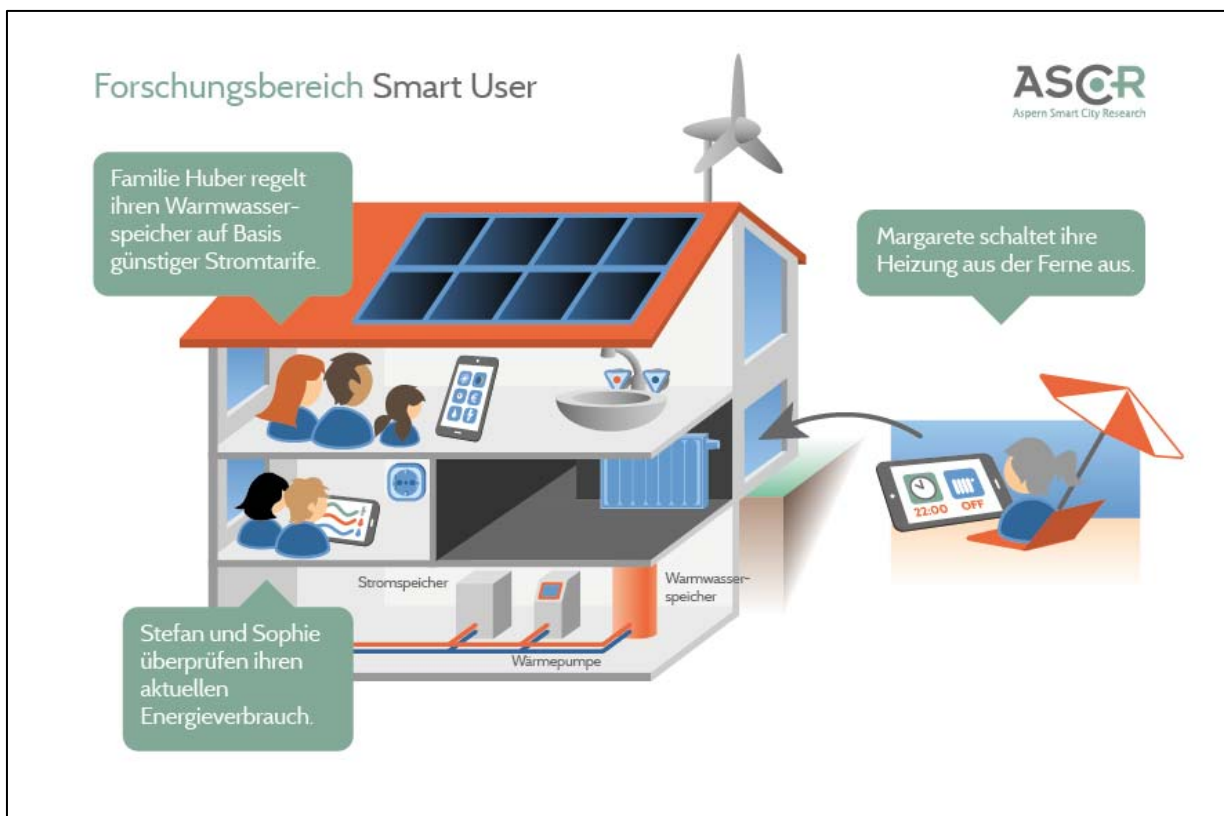 Forschungsbereich Smart User
ASCR
Aspern Smart City Research
Familie Huber regelt
ihren Warmwasser-
speicher auf Basis
günstiger Stromtarife.
Margarete schaltet ihre
Heizung aus der Ferne aus.
22:00 OFF
Stromspeicher
Warmwasser-
speicher
Wärmepumpe
Stefan und Sophie
überprüfen ihren
aktuellen
Energieverbrauch.